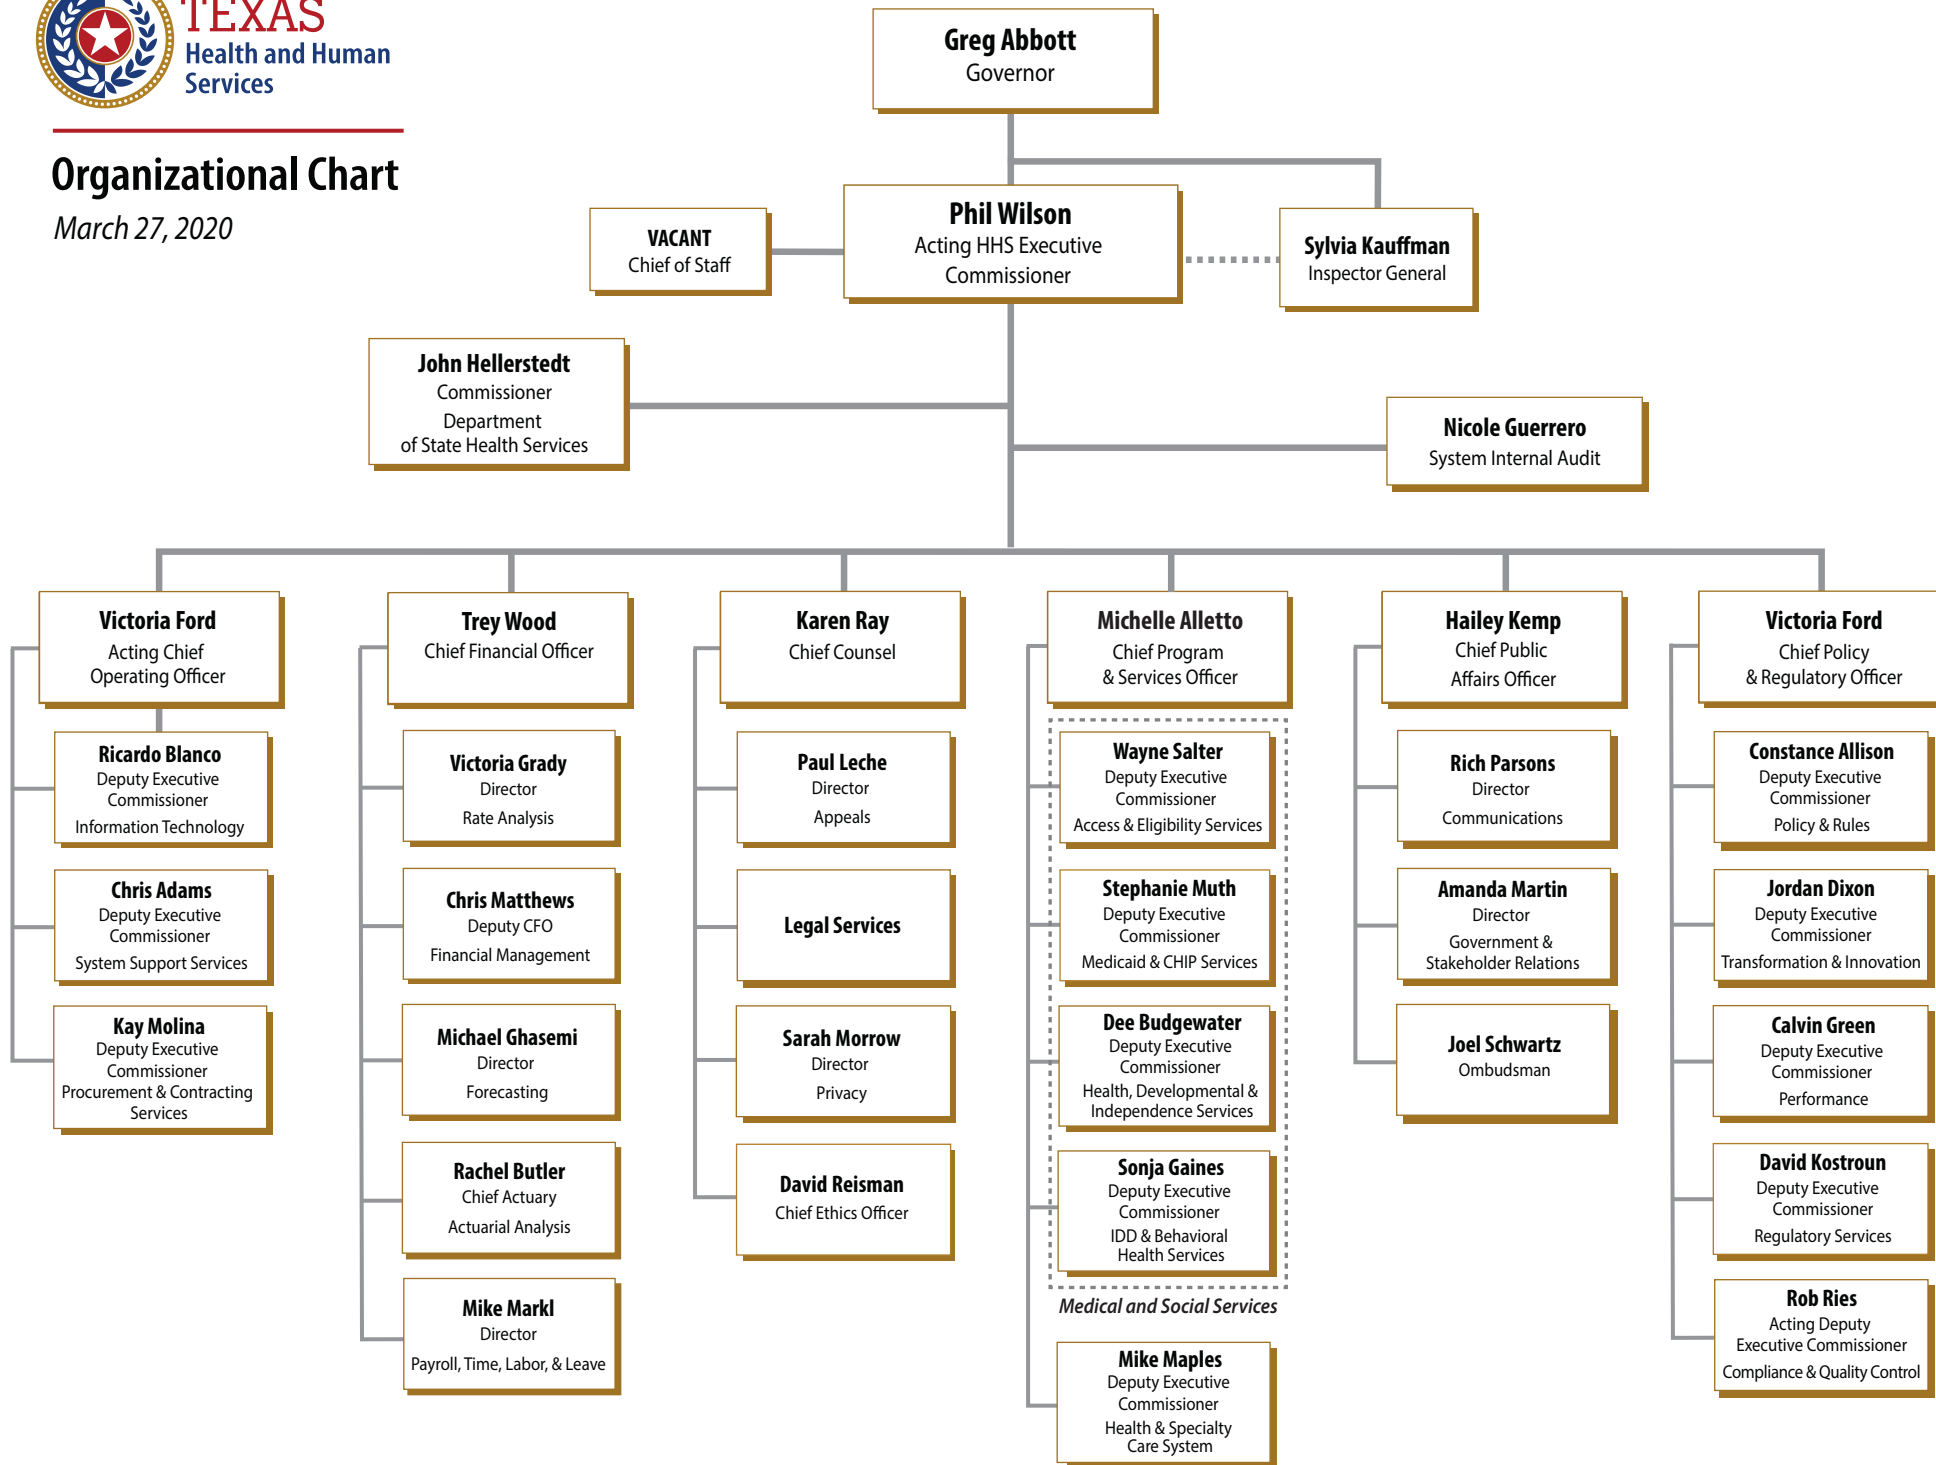 TEXAS
Health and Human
Services
Organizational Chart
March 27, 2020
Greg Abbott
Governor
VACANT
Chief of Staff
Phil Wilson
Acting HHS Executive
Commissioner
Sylvia Kauffman
Inspector General
John Hellerstedt
Commissioner
Department
of State Health Services
Nicole Guerrero
System Internal Audit
Victoria Ford
Acting Chief
Operating Officer
Ricardo Blanco
Deputy Executive
Commissioner
Information Technology
Chris Adams
Deputy Executive
Commissioner
System Support Services
Kay Molina
Deputy Executive
Commissioner
Procurement & Contracting
Services
Trey Wood
Chief Financial Officer
Victoria Grady
Director
Rate Analysis
Chris Matthews
Deputy CFO
Financial Management
Michael Ghasemi
Director
Forecasting
Rachel Butler
Chief Actuary
Actuarial Analysis
Mike Markl
Director
Payroll, Time, Labor, & Leave
Karen Ray
Chief Counsel
Paul Leche
Director
Appeals
Legal Services
Sarah Morrow
Director
Privacy
David Reisman
Chief Ethics Officer
Michelle Alletto
Chief Program
& Services Officer
Wayne Salter
Deputy Executive
Commissioner
Access & Eligibility Services
Stephanie Muth
Deputy Executive
Commissioner
Medicaid & CHIP Services
Dee Budgewater
Deputy Executive
Commissioner
Health, Developmental &
Independence Services
Sonja Gaines
Deputy Executive
Commissioner
IDD & Behavioral
Health Services
Medical and Social Services
Mike Maples
Deputy Executive
Commissioner
Health & Specialty
Care System
Hailey Kemp
Chief Public
Affairs Officer
Rich Parsons
Director
Communications
Amanda Martin
Director
Government &
Stakeholder Relations
Joel Schwartz
Ombudsman
Victoria Ford
Chief Policy
& Regulatory Officer
Constance Allison
Deputy Executive
Commissioner
Policy & Rules
Jordan Dixon
Deputy Executive
Commissioner
Transformation & Innovation
Calvin Green
Deputy Executive
Commissioner
Performance
David Kostroun
Deputy Executive
Commissioner
Regulatory Services
Rob Ries
Acting Deputy
Executive Commissioner
Compliance & Quality Control